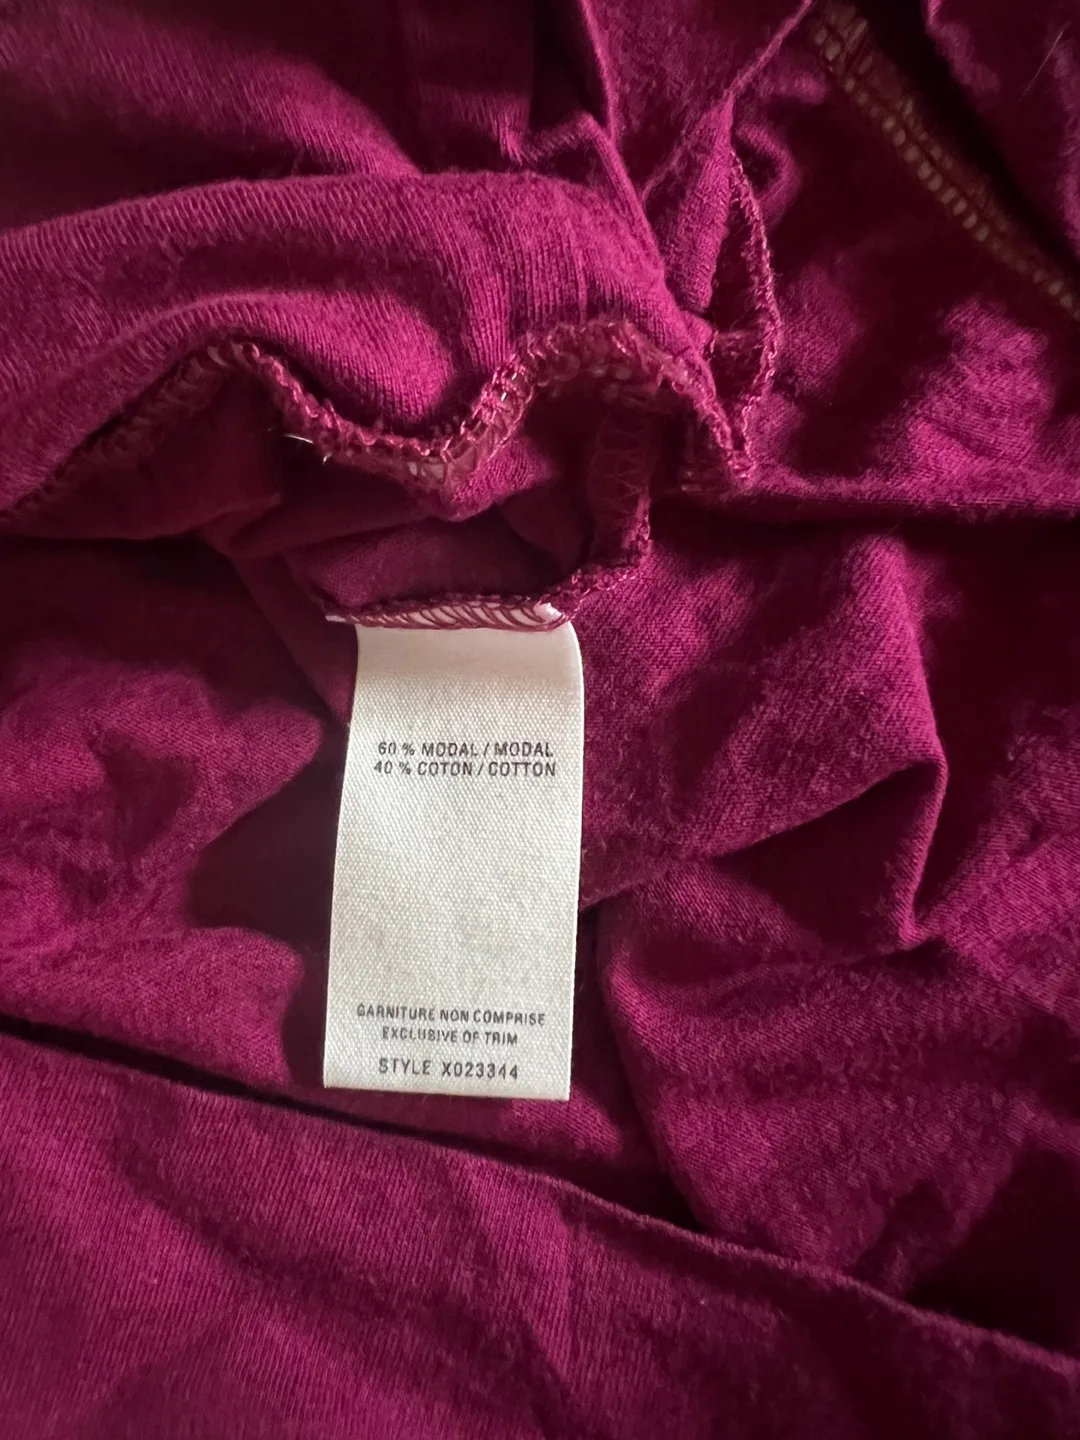 60 % MODAL / MODAL
40 % COTON / COTTON
GARNITURE NON COMPRISE
EXCLUSIVE OF TRIM
STYLE X023344